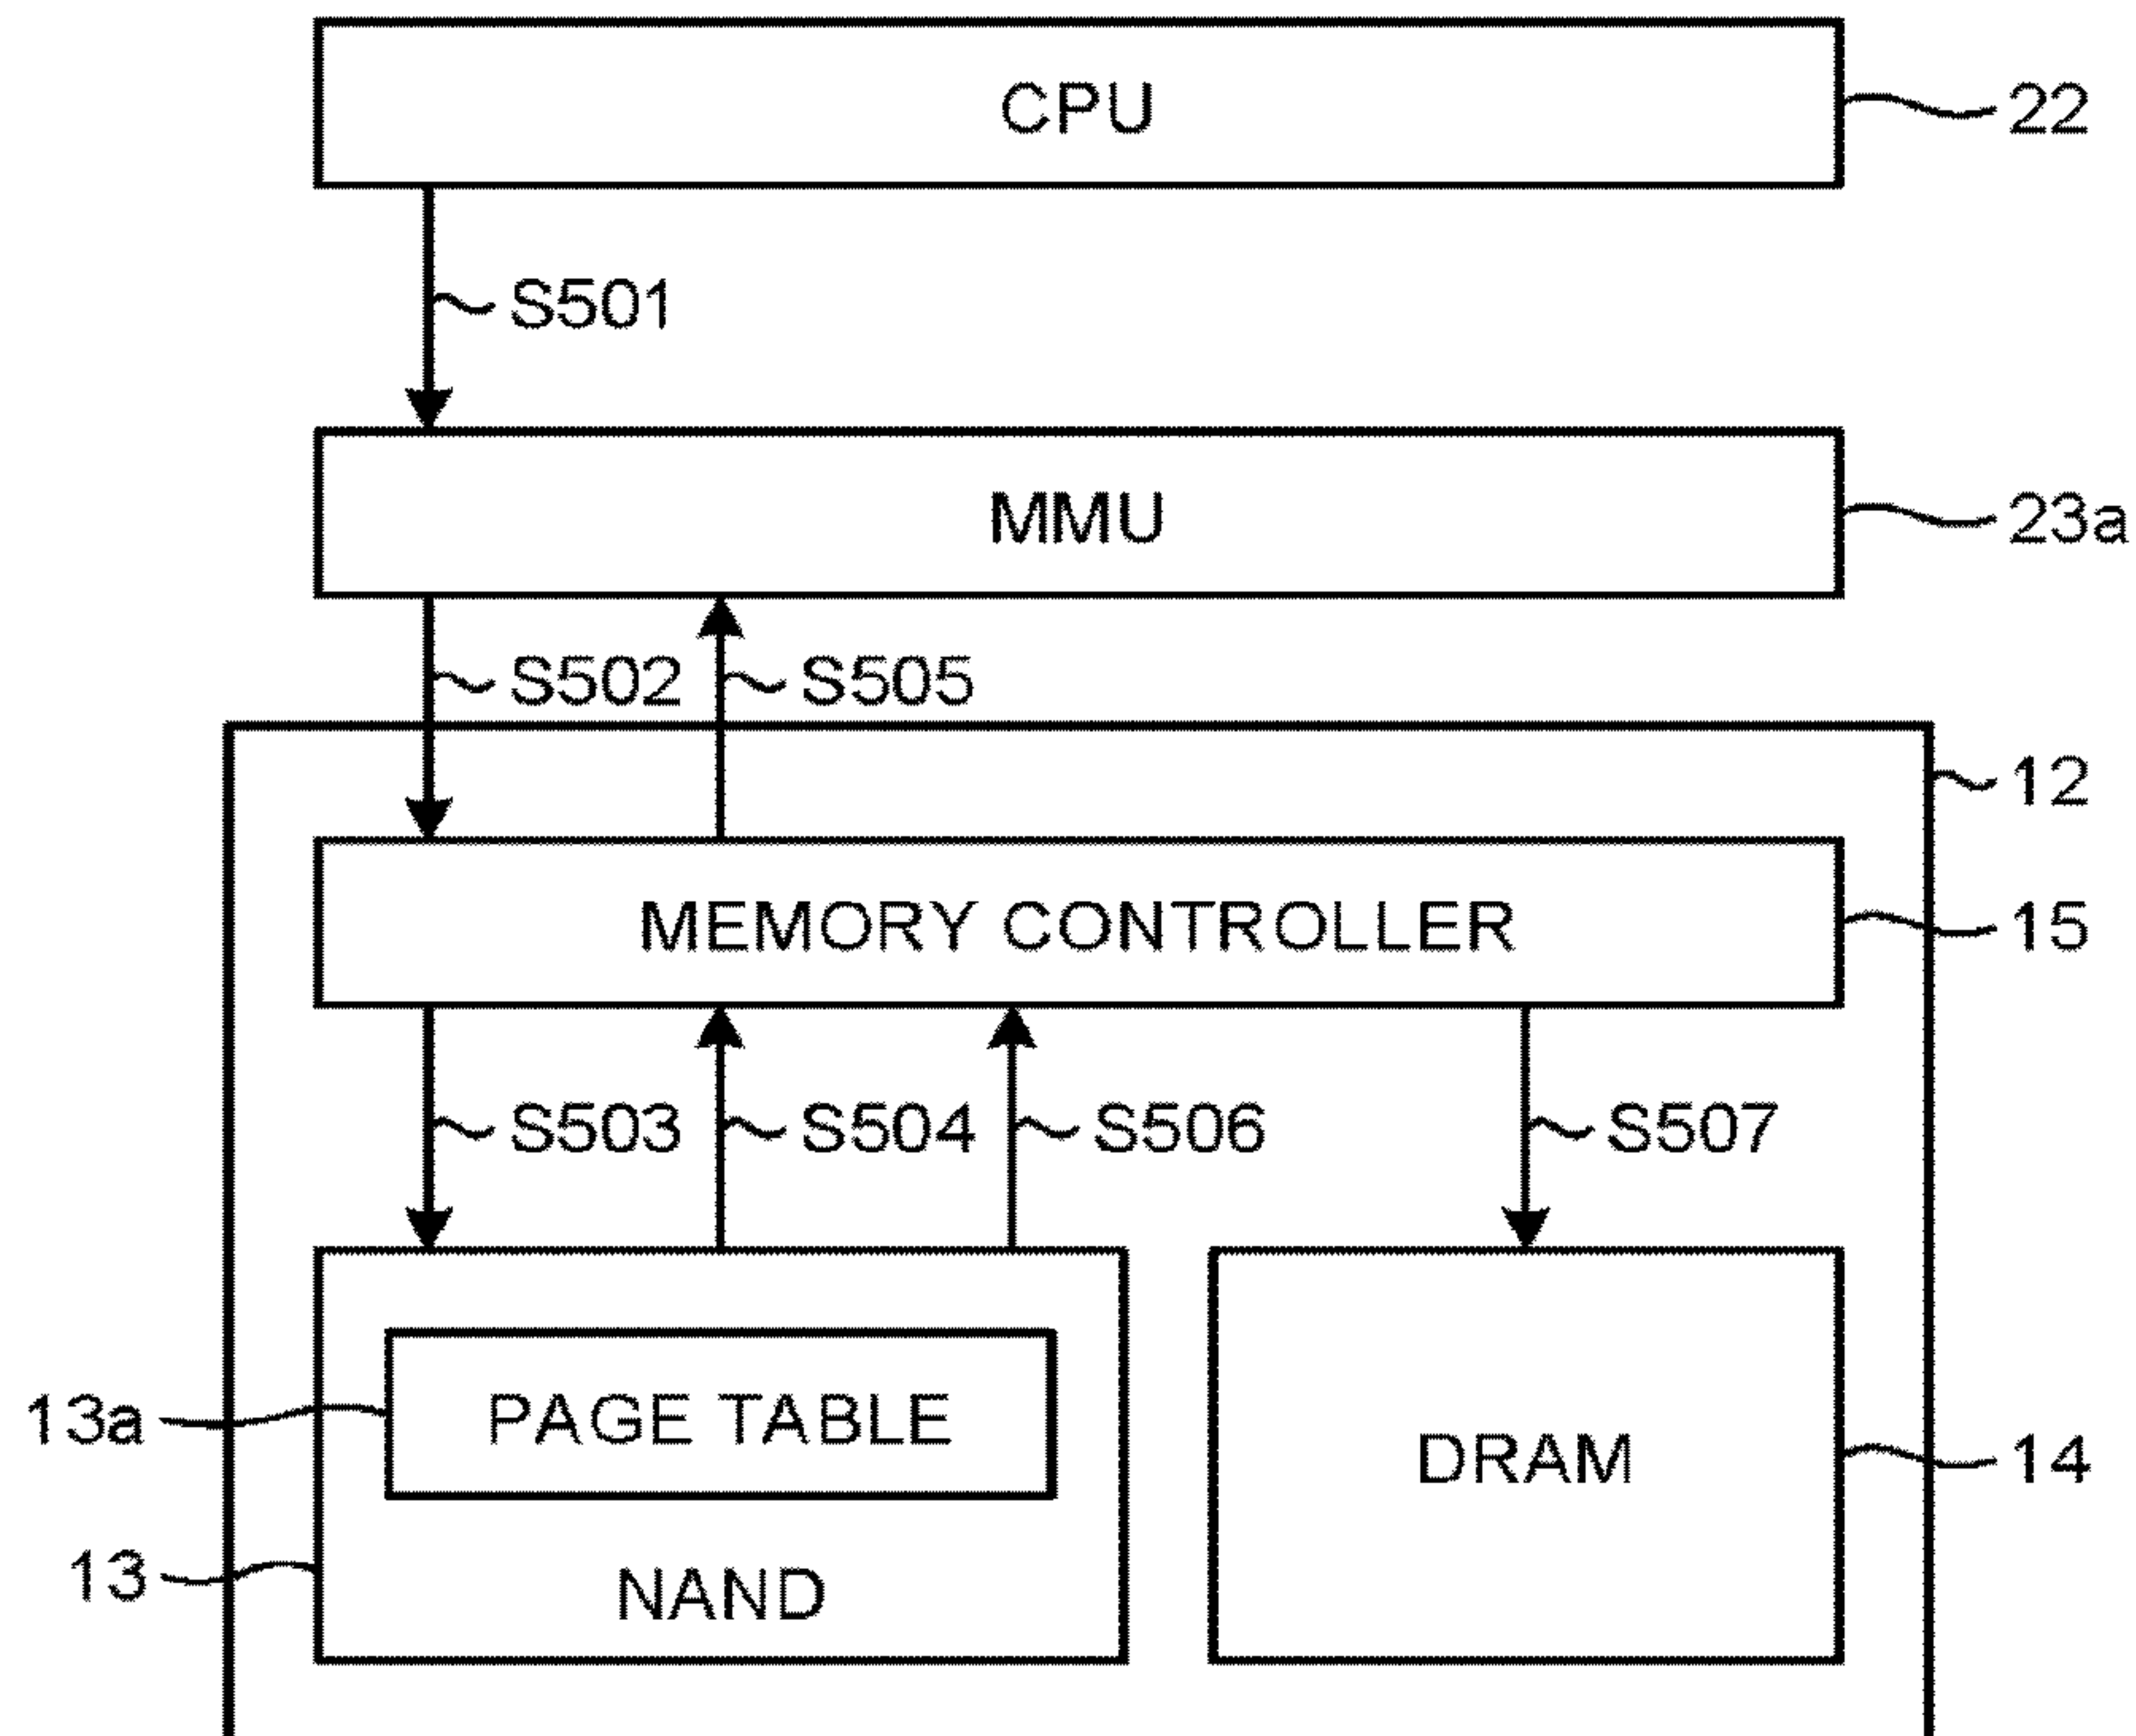 CPU
22
S501
MMU
23a
S502
S505
12
MEMORY CONTROLLER
15
S503
S504
S506
S507
13a
PAGE TABLE
DRAM
14
13
NAND